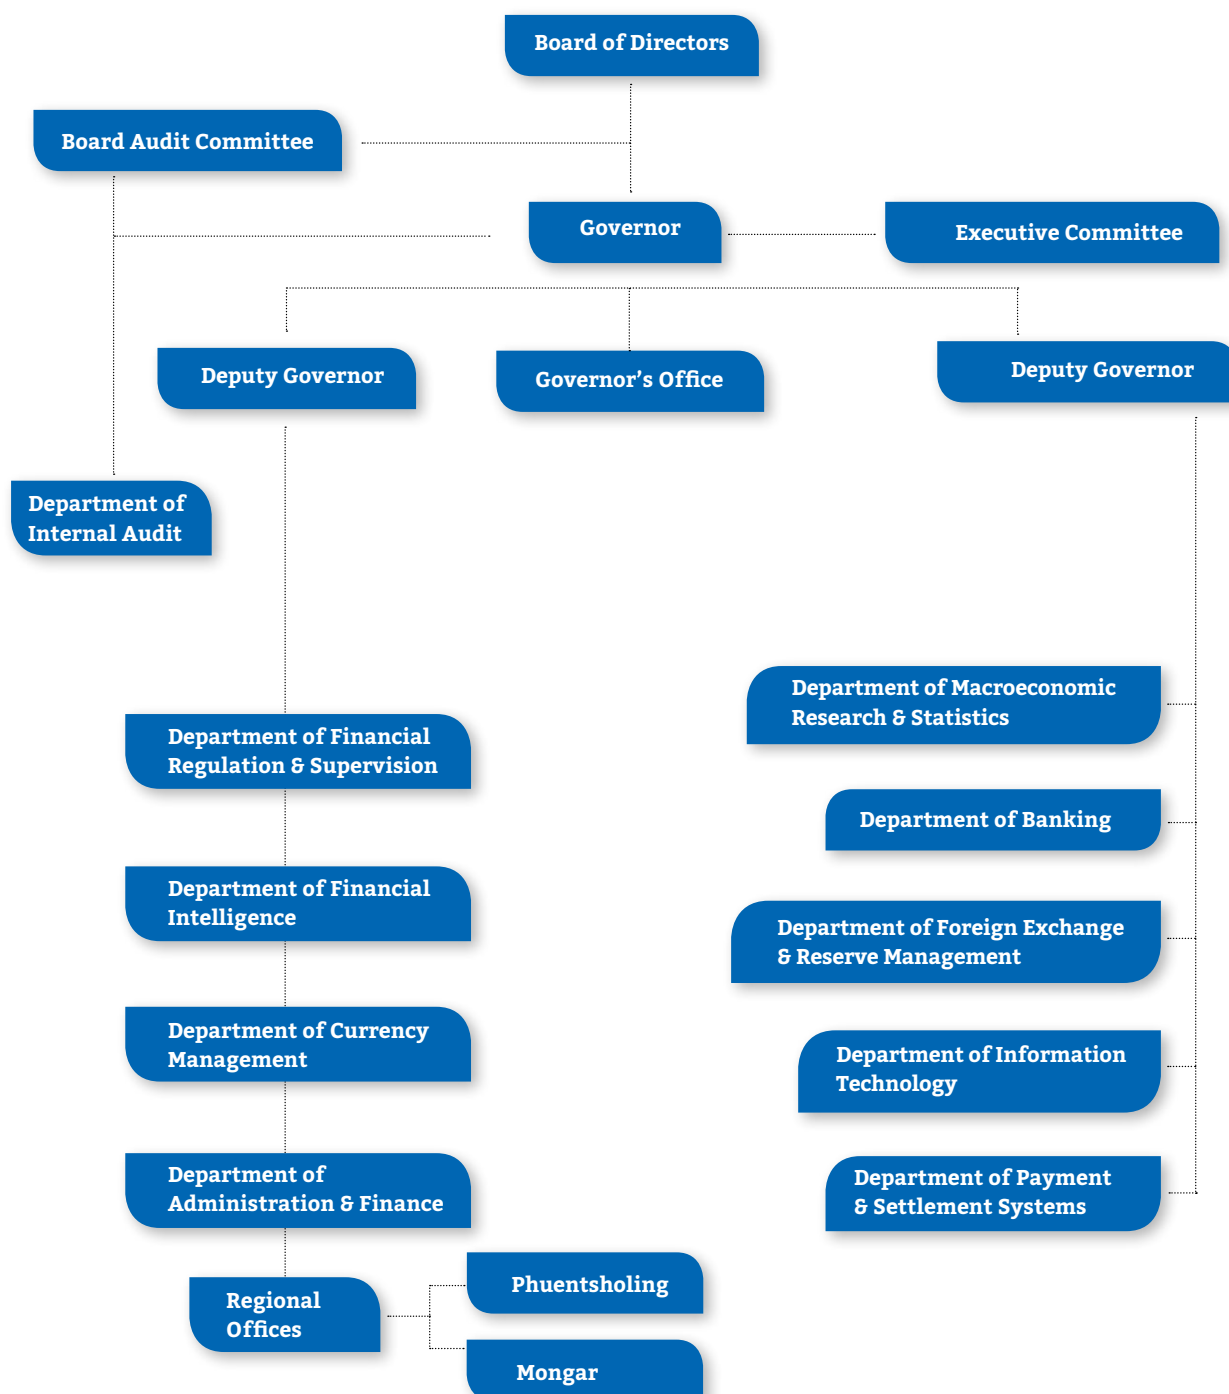 Board of Directors
Board Audit Committee
Governor
Executive Committee
Deputy Governor
Governor’s Office
Deputy Governor
Department of
Internal Audit
Department of Financial
Regulation & Supervision
Department of Financial
Intelligence
Department of Currency
Management
Department of
Administration & Finance
Regional
Offices
Phuentsholing
Mongar
Department of Macroeconomic
Research & Statistics
Department of Banking
Department of Foreign Exchange
& Reserve Management
Department of Information
Technology
Department of Payment
& Settlement Systems